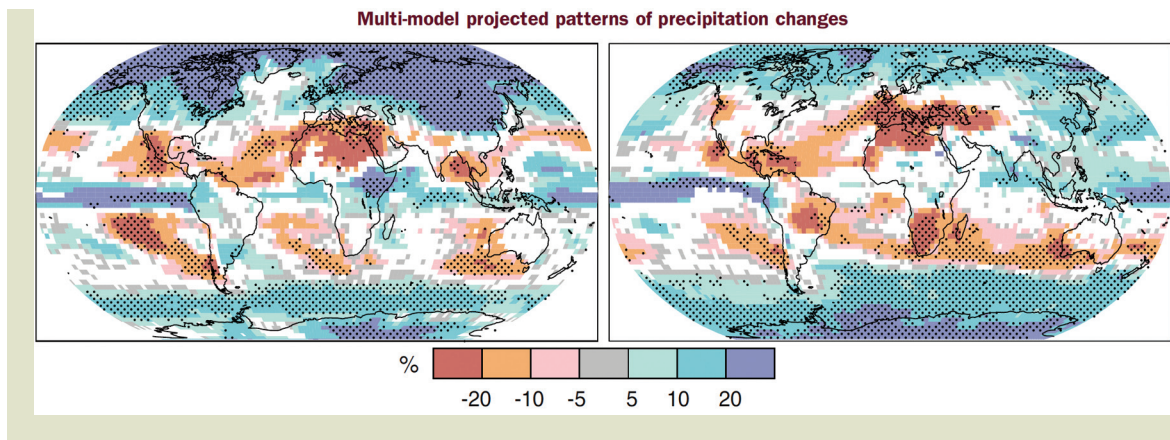 Multi-model projected patterns of precipitation changes
%
-20 -10 -5 5 10 20